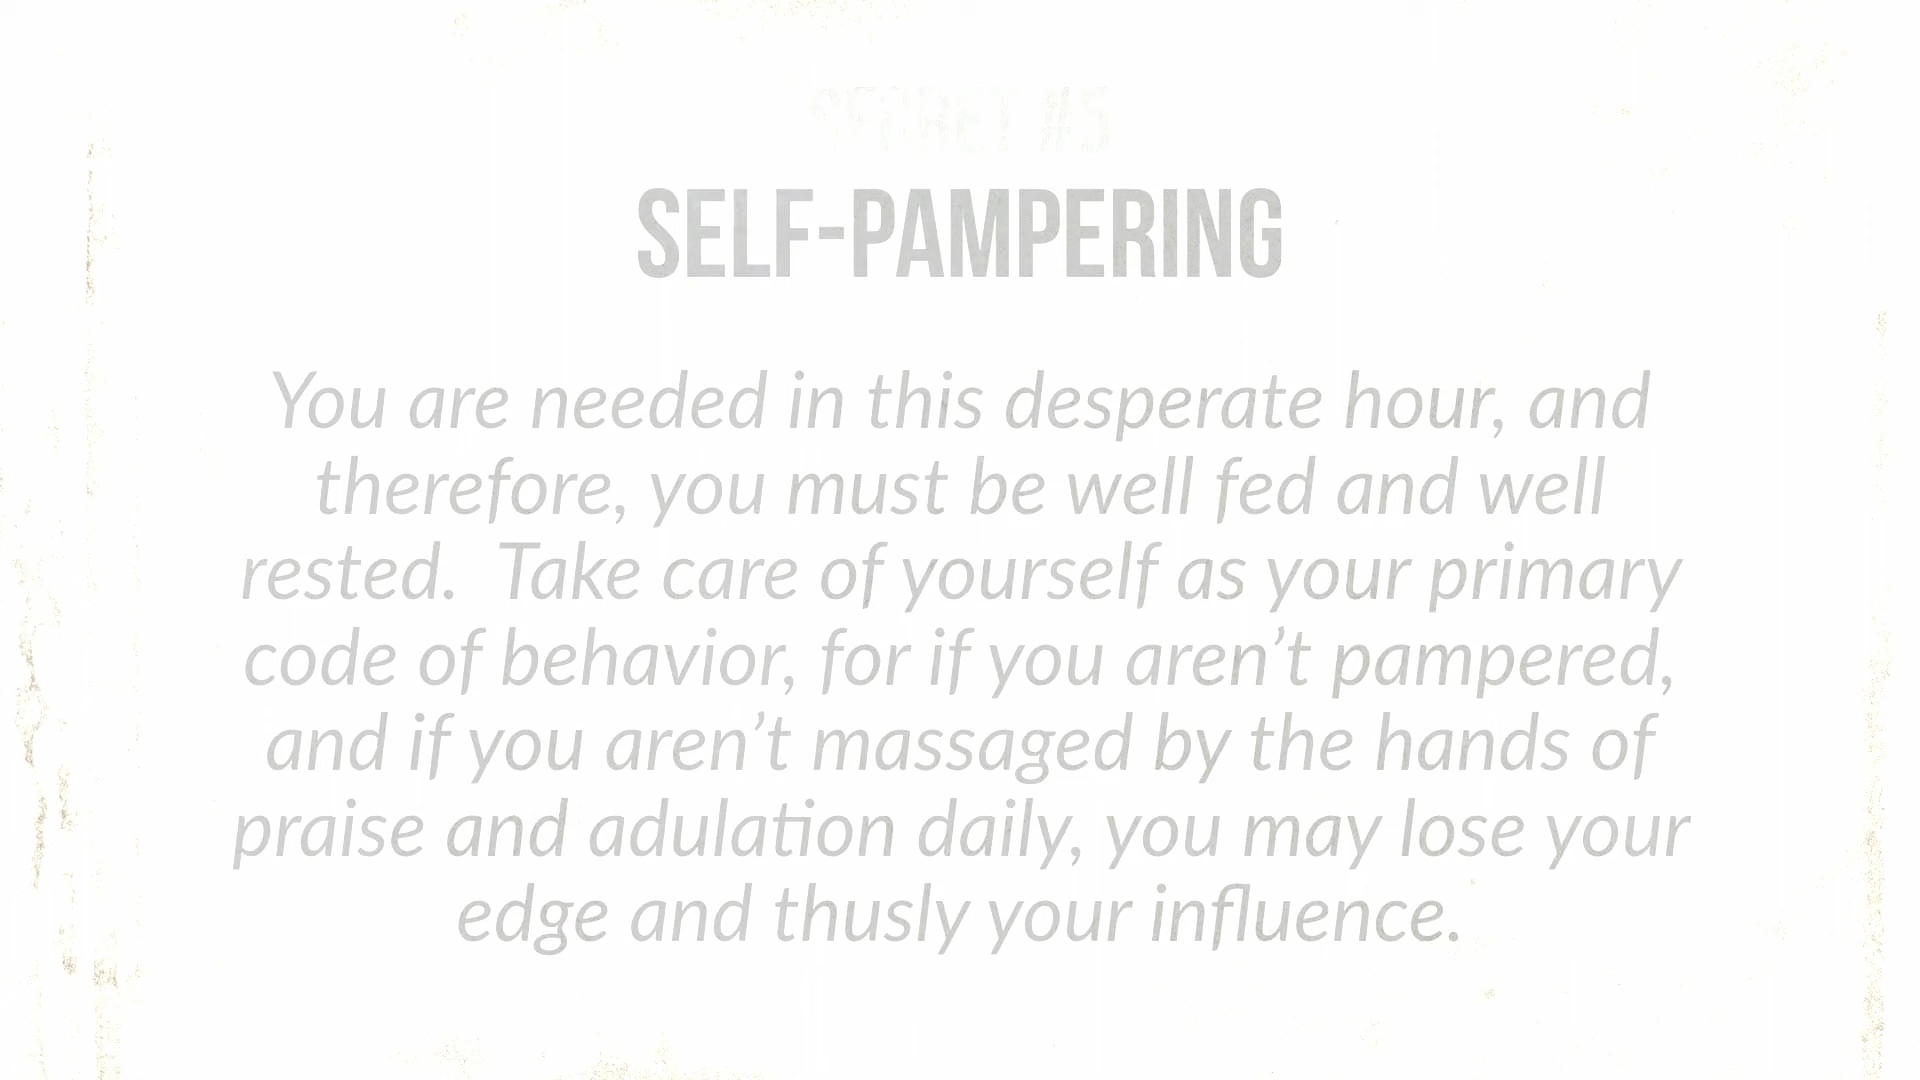 SECRET #5
SELF-PAMPERING
You are needed in this desperate hour, and
therefore, you must be well fed and well
rested.  Take care of yourself as your primary
code of behavior, for if you aren’t pampered,
and if you aren’t massaged by the hands of
praise and adulation daily, you may lose your
edge and thusly your influence.